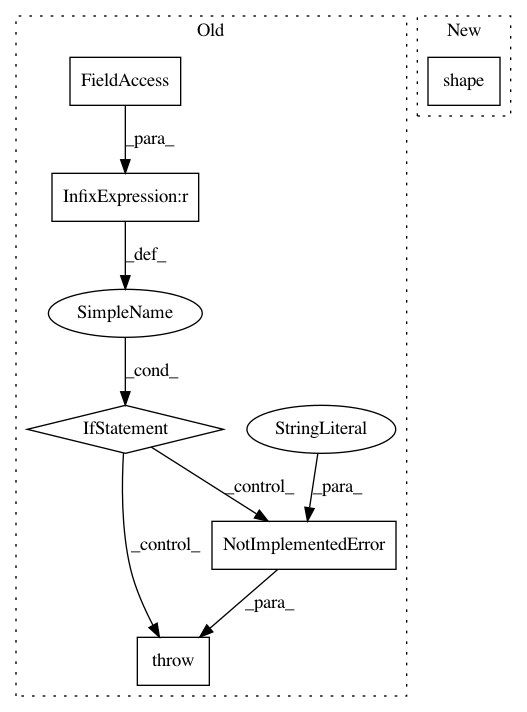 Old
New
FieldAccess
shape
_para_
InfixExpression:r
_def_
SimpleName
_cond_
IfStatement
StringLiteral
_control_
_para_
_control_
NotImplementedError
_para_
throw